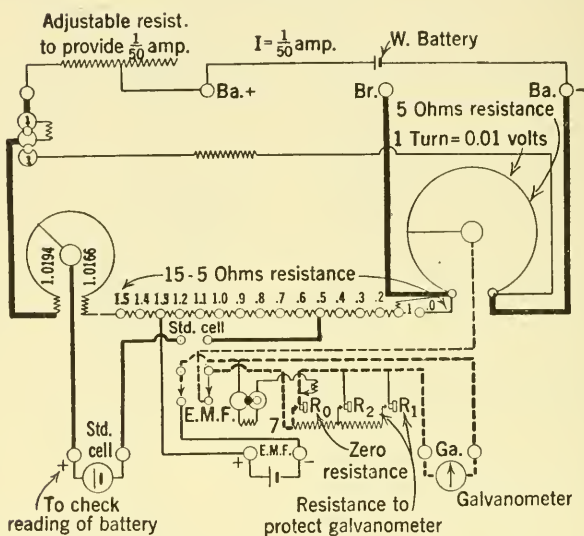 Adjustable resist.
to provide 1/50 amp.
I = 1/50 amp.
W. Battery
Ba.+
Br.
Ba. -
5 Ohms resistance
1 Turn = 0.01 volts
1
1
1.0194
1.0166
15 - 5 Ohms resistance
1.5 1.4 1.3 1.2 1.1 1.0 .9 .8 .7 .6 .5 .4 .3 .2 .1 .0
Std. cell
E.M.F.
7
R0
R2
R1
Std.
cell
+
+
E.M.F.
-
Zero
resistance
Ga.
Galvanometer
To check
reading of battery
Resistance to
protect galvanometer